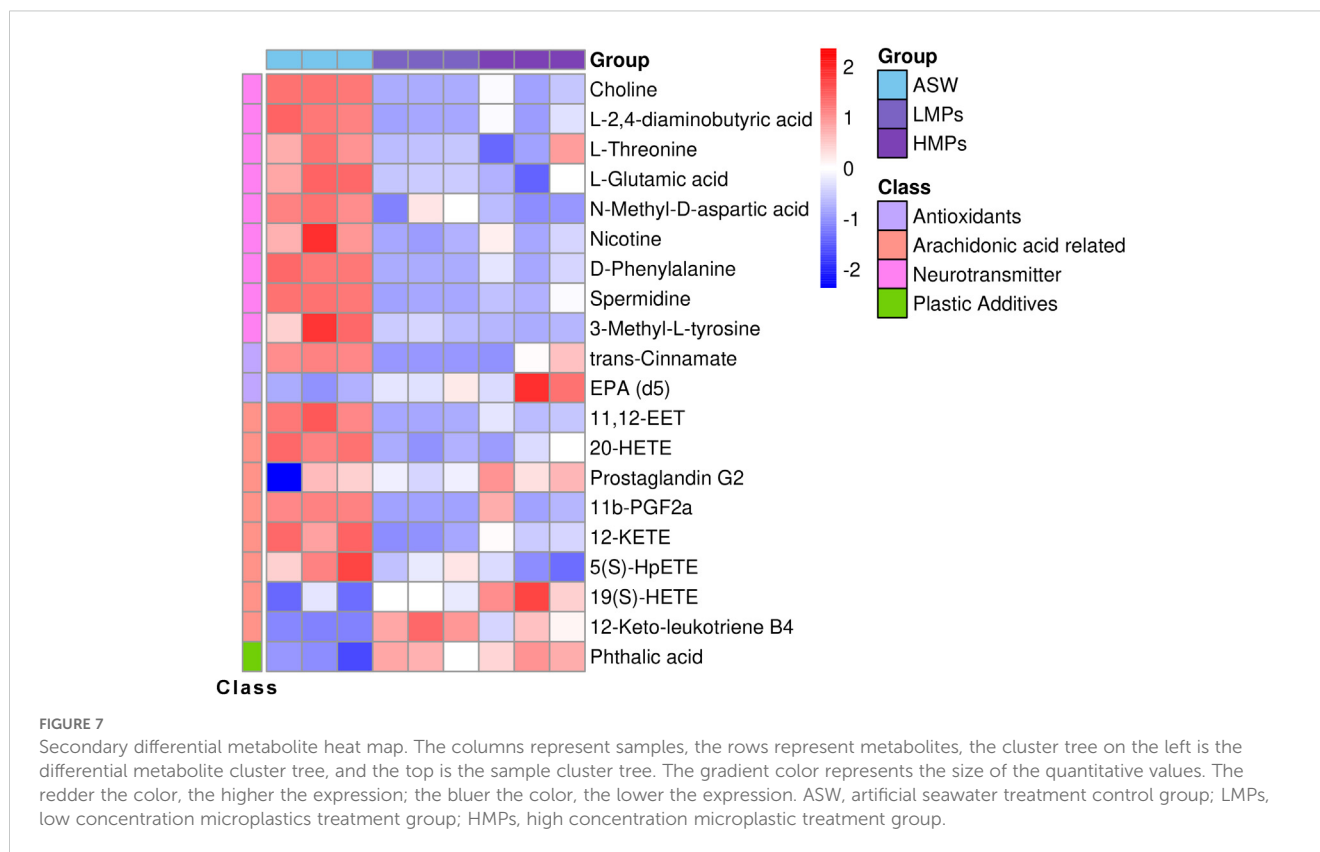 Group
Choline
L-2,4-diaminobutyric acid
L-Threonine
L-Glutamic acid
N-Methyl-D-aspartic acid
Nicotine
D-Phenylalanine
Spermidine
3-Methyl-L-tyrosine
trans-Cinnamate
EPA (d5)
11,12-EET
20-HETE
Prostaglandin G2
11b-PGF2a
12-KETE
5(S)-HpETE
19(S)-HETE
12-Keto-leukotriene B4
Phthalic acid
Class
2
1
0
-1
-2
Group
ASW
LMPs
HMPs
Class
Antioxidants
Arachidonic acid related
Neurotransmitter
Plastic Additives
FIGURE 7
Secondary differential metabolite heat map. The columns represent samples, the rows represent metabolites, the cluster tree on the left is the
differential metabolite cluster tree, and the top is the sample cluster tree. The gradient color represents the size of the quantitative values. The
redder the color, the higher the expression; the bluer the color, the lower the expression. ASW, artificial seawater treatment control group; LMPs,
low concentration microplastics treatment group; HMPs, high concentration microplastic treatment group.